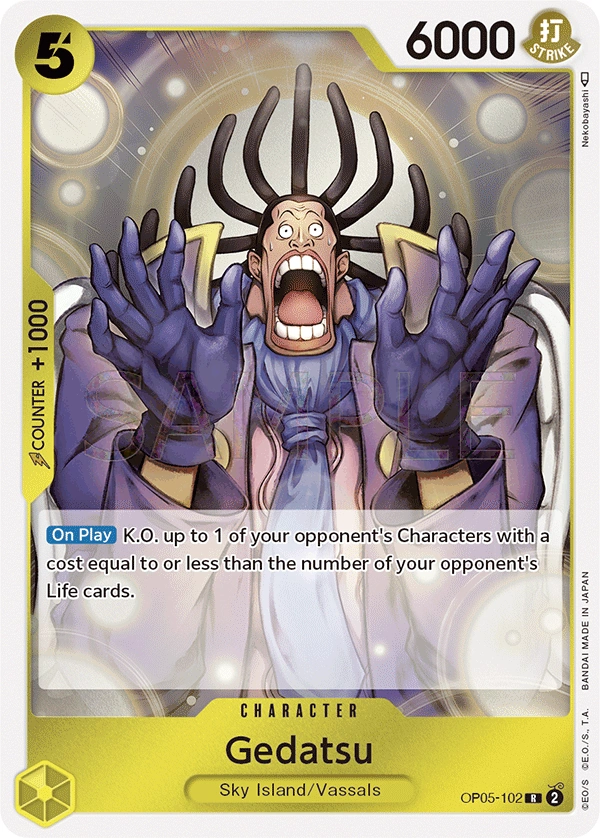 5
6000
打
STRIKE
Nekobayashi
COUNTER +1000
SAMPLE
On Play K.O. up to 1 of your opponent's Characters with a
cost equal to or less than the number of your opponent's
Life cards.
CHARACTER
Gedatsu
Sky Island/Vassals
OP05-102 R 2
©EO/S ©E.O./S., T.A. BANDAI MADE IN JAPAN